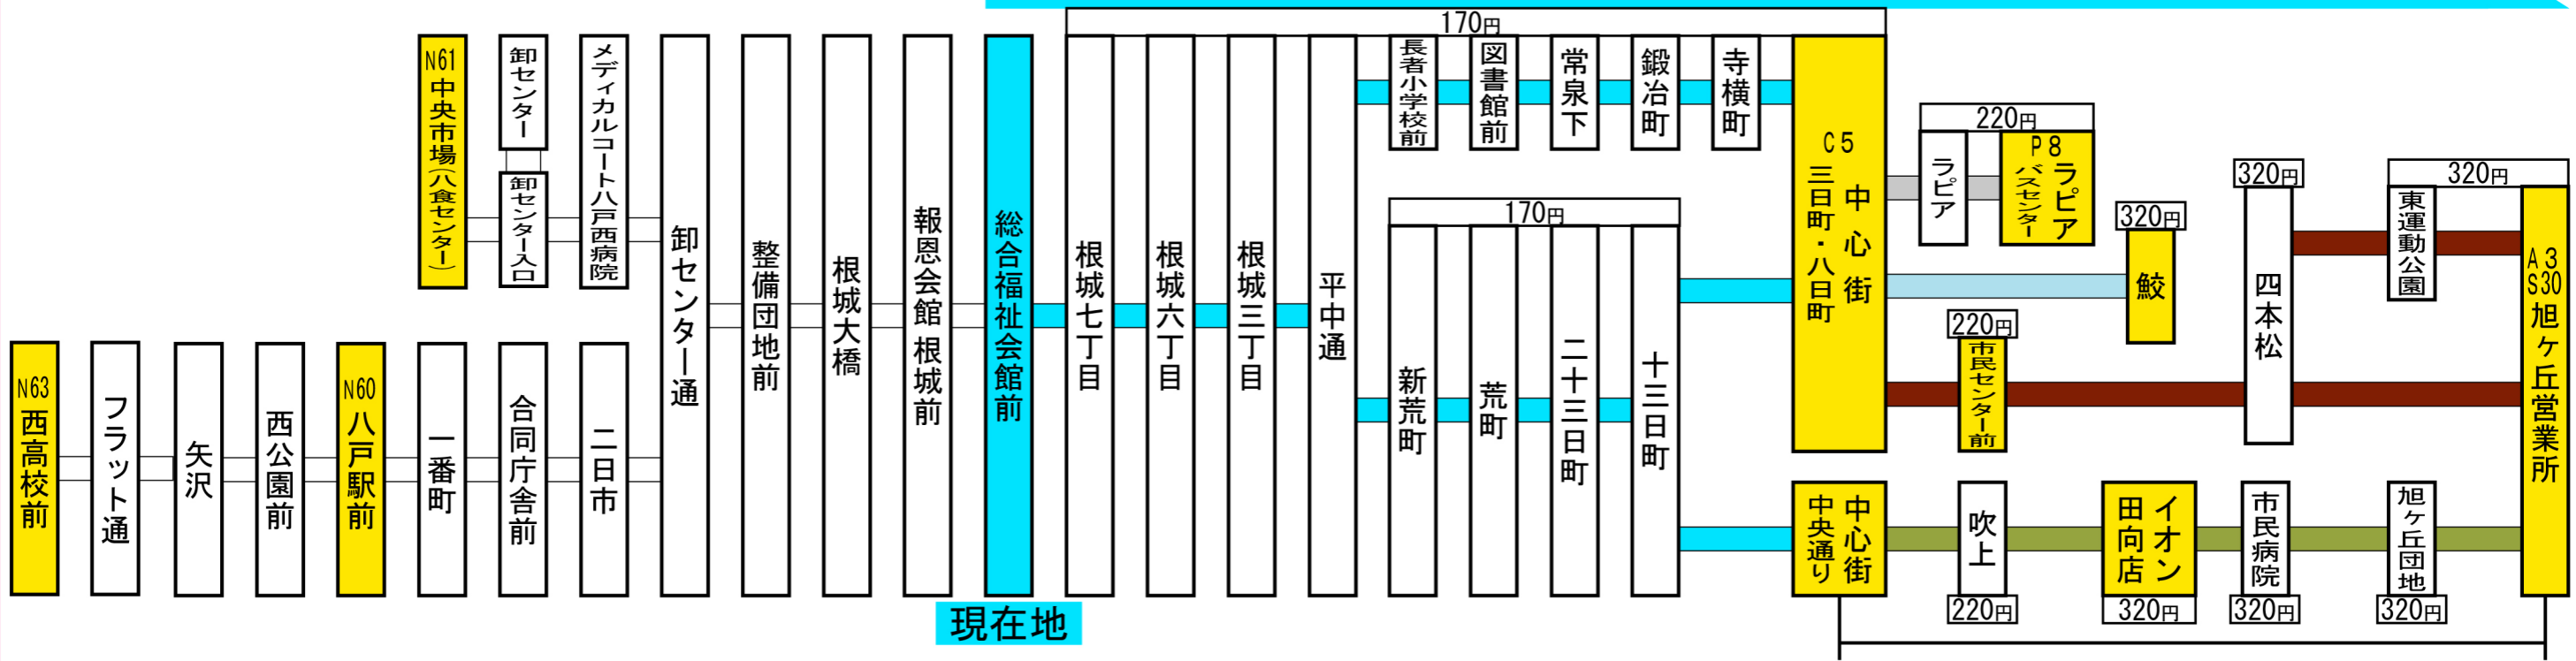 170円
N61 中央市場(八食センター)
卸センター
卸センター入口
メディカルコート八戸西病院
N63 西高校前
フラット通
矢沢
西公園前
N60 八戸駅前
一番町
合同庁舎前
二日市
卸センター通
整備団地前
根城大橋
報恩会館 根城前
総合福祉会館前
現在地
根城七丁目
根城六丁目
根城三丁目
平中通
長者小学校前
図書館前
常泉下
鍛冶町
寺横町
170円
新荒町
荒町
二十三日町
十三日町
C5
中心街
三日町・八日町
中心街
中央通り
220円
ラピア
P8
ラピア
バスセンター
320円
鮫
220円
市民センター前
320円
四本松
320円
東運動公園
A3
S30
旭ヶ丘営業所
吹上
220円
イオン
田向店
320円
市民病院
320円
旭ヶ丘団地
320円